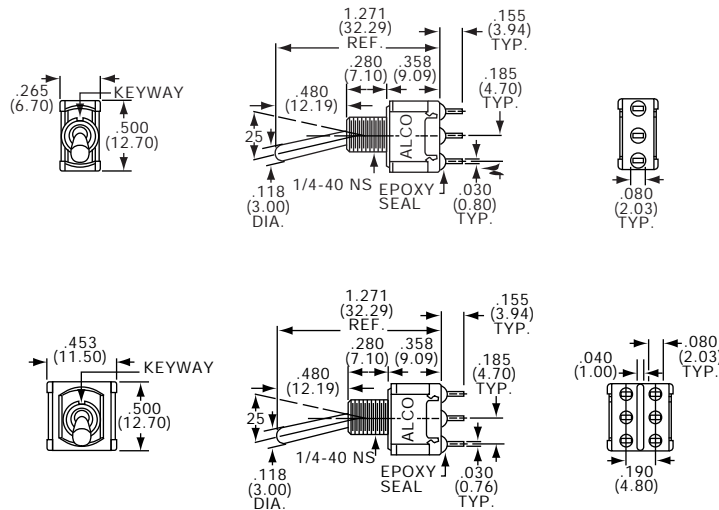 1.271
(32.29)
REF.
.155
(3.94)
TYP.
.280
(7.10)
.358
(9.09)
.185
(4.70)
TYP.
.265
(6.70)
KEYWAY
.500
(12.70)
.480
(12.19)
25
ALCO
.118
(3.00)
DIA.
1/4-40 NS
EPOXY
SEAL
.030
(0.80)
TYP.
.080
(2.03)
TYP.
1.271
(32.29)
REF.
.155
(3.94)
TYP.
.280
(7.10)
.358
(9.09)
.185
(4.70)
TYP.
.453
(11.50)
KEYWAY
.500
(12.70)
.480
(12.19)
25
ALCO
.118
(3.00)
DIA.
1/4-40 NS
EPOXY
SEAL
.030
(0.76)
TYP.
.040
(1.00)
.080
(2.03)
TYP.
.190
(4.80)